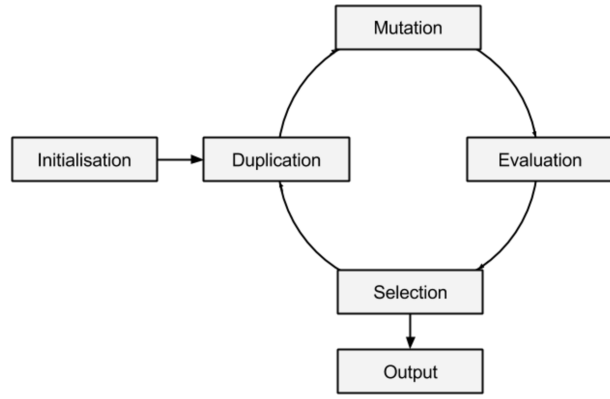 Mutation
Initialisation
Duplication
Evaluation
Selection
Output